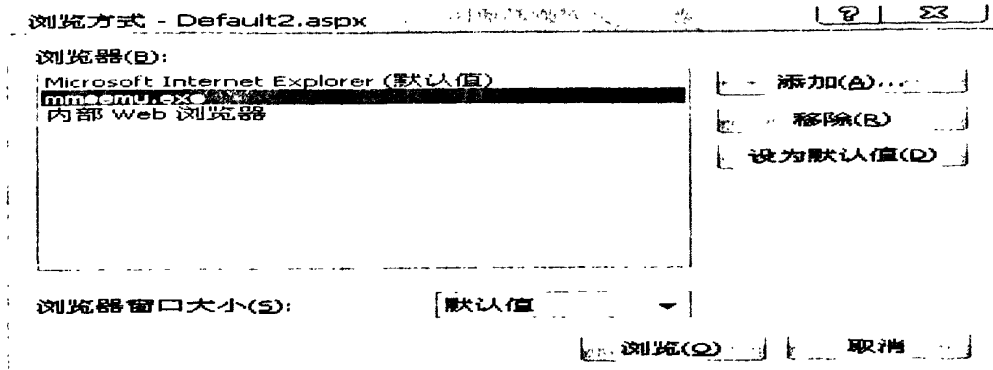 浏览方式 - Default2.aspx
浏览器(B):
Microsoft Internet Explorer (默认值)
mmeemu.exe
内部 Web 浏览器
添加(A)...
移除(R)
设为默认值(D)
浏览器窗口大小(S):
默认值
浏览(O)
取消